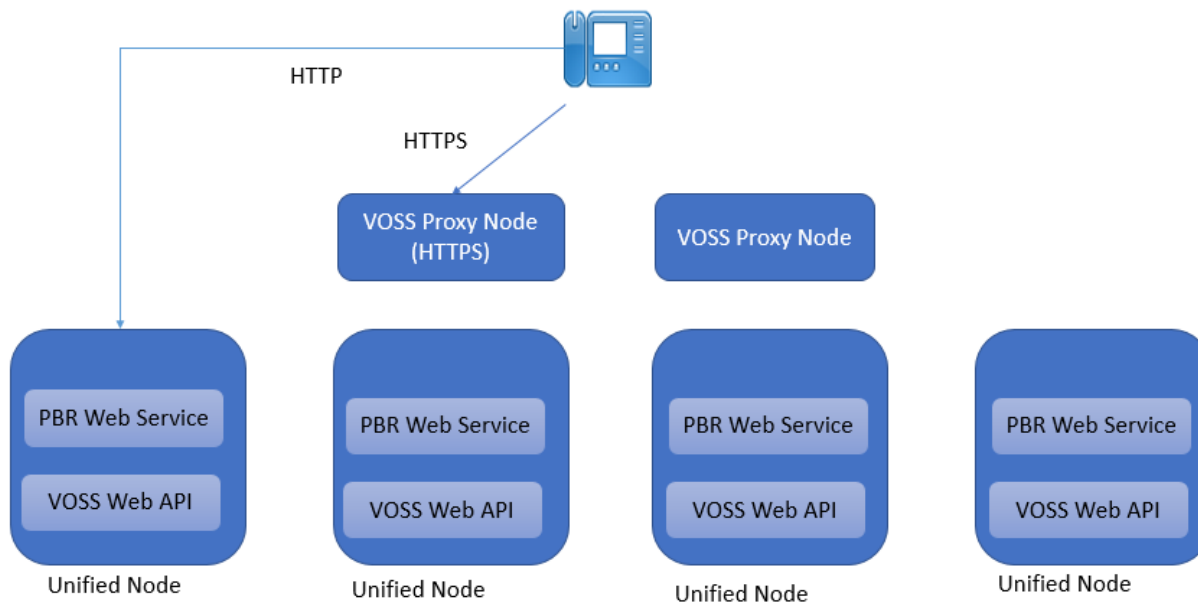 HTTP
HTTPS
VOSS Proxy Node
(HTTPS)
VOSS Proxy Node
PBR Web Service
VOSS Web API
Unified Node
PBR Web Service
VOSS Web API
Unified Node
PBR Web Service
VOSS Web API
Unified Node
PBR Web Service
VOSS Web API
Unified Node